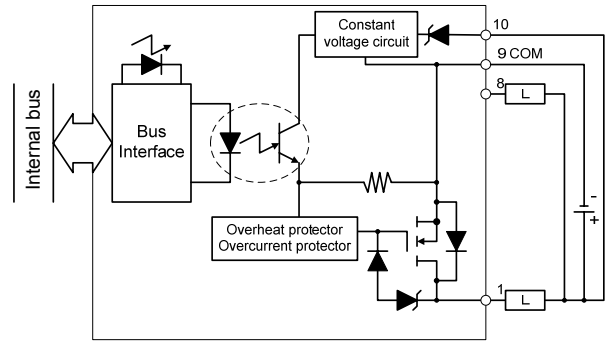 Constant
voltage circuit
10
9 COM
8
L
Internal bus
Bus
Interface
-
+
Overheat protector
Overcurrent protector
1
L